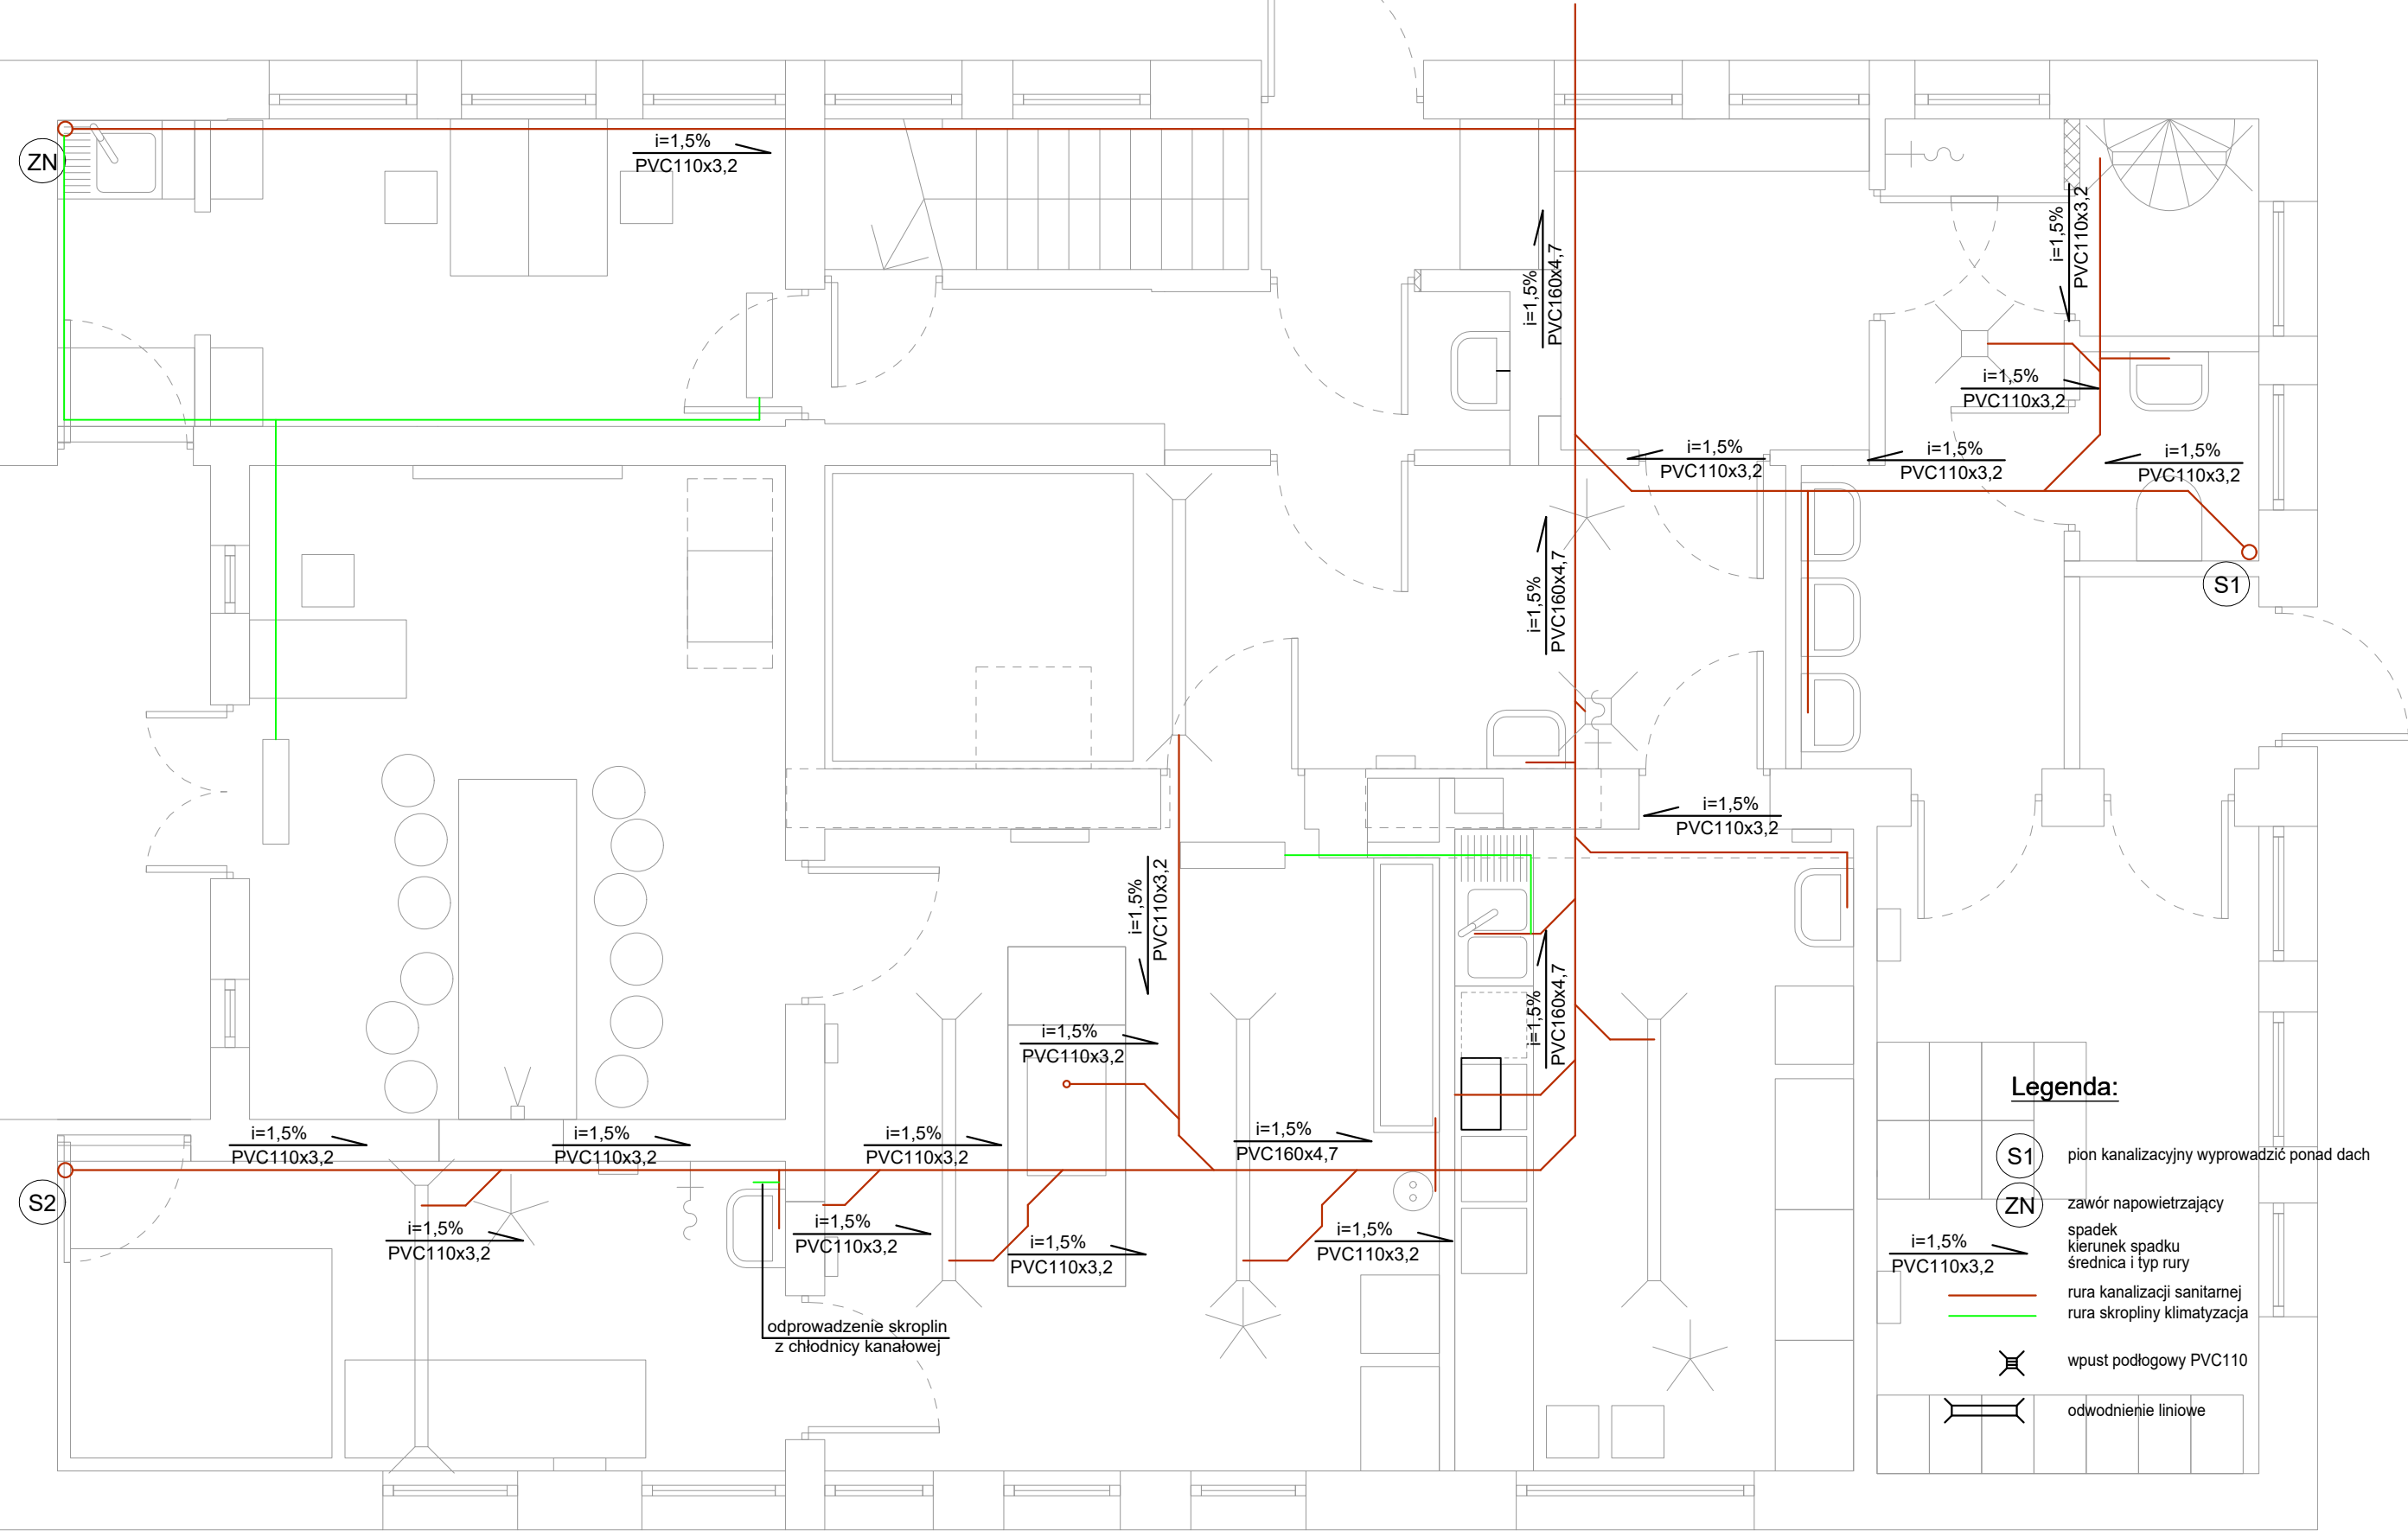 ZN
i=1,5%
PVC110x3,2
i=1,5%
PVC160x4,7
i=1,5%
PVC110x3,2
i=1,5%
PVC110x3,2
i=1,5%
PVC110x3,2
i=1,5%
PVC110x3,2
i=1,5%
PVC110x3,2
S1
i=1,5%
PVC160x4,7
i=1,5%
PVC110x3,2
i=1,5%
PVC110x3,2
i=1,5%
PVC160x4,7
i=1,5%
PVC110x3,2
i=1,5%
PVC110x3,2
i=1,5%
PVC110x3,2
i=1,5%
PVC110x3,2
i=1,5%
PVC160x4,7
S2
i=1,5%
PVC110x3,2
i=1,5%
PVC110x3,2
i=1,5%
PVC110x3,2
i=1,5%
PVC110x3,2
odprowadzenie skroplin
z chłodnicy kanałowej
Legenda:
S1 pion kanalizacyjny wyprowadzić ponad dach
ZN zawór napowietrzający
i=1,5%
PVC110x3,2
spadek
kierunek spadku
średnica i typ rury
rura kanalizacji sanitarnej
rura skropliny klimatyzacja
wpust podłogowy PVC110
odwodnienie liniowe